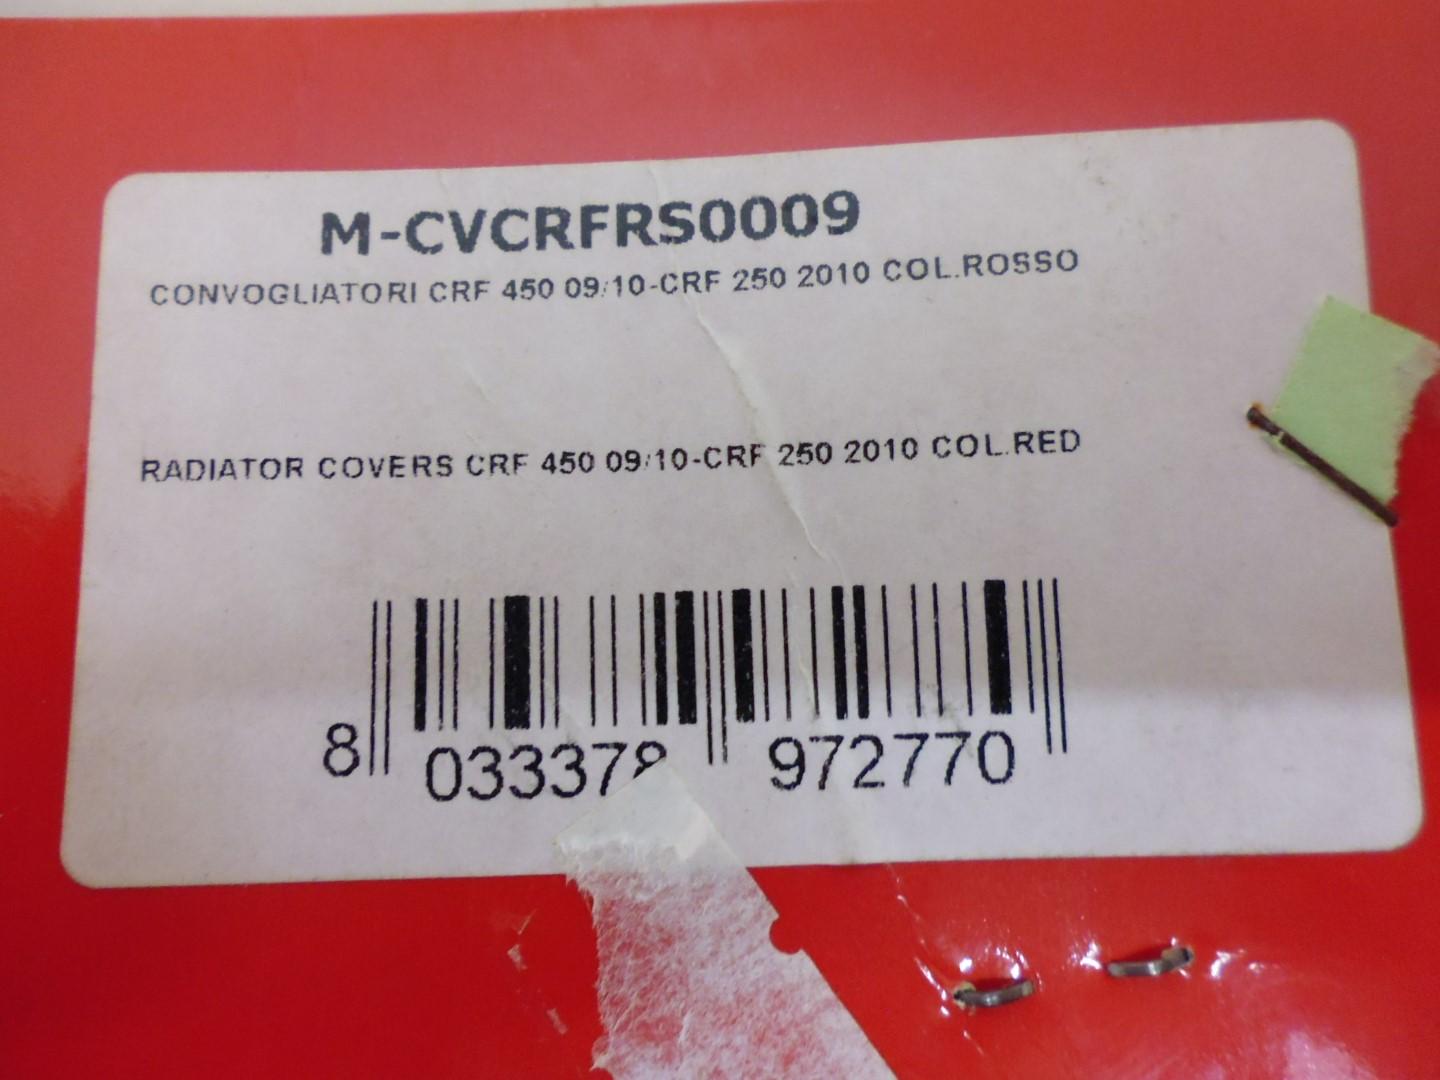 M-CVCRFRS0009
CONVOGLIATORI CRF 450 09/10-CRF 250 2010 COL.ROSSO
RADIATOR COVERS CRF 450 09/10-CRF 250 2010 COL.RED
8 033378 972770